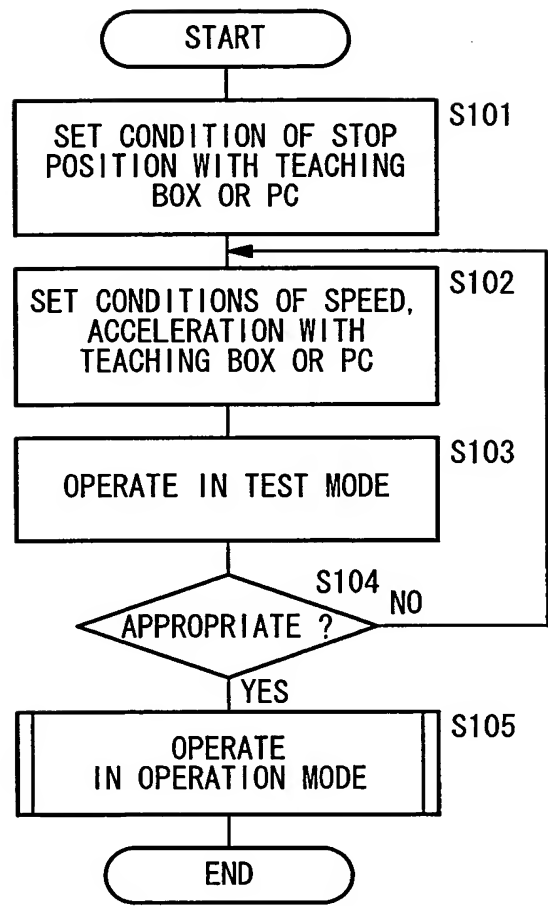 START
S101
SET CONDITION OF STOP
POSITION WITH TEACHING
BOX OR PC
S102
SET CONDITIONS OF SPEED,
ACCELERATION WITH
TEACHING BOX OR PC
S103
OPERATE IN TEST MODE
S104
NO
APPROPRIATE ?
YES
S105
OPERATE
IN OPERATION MODE
END